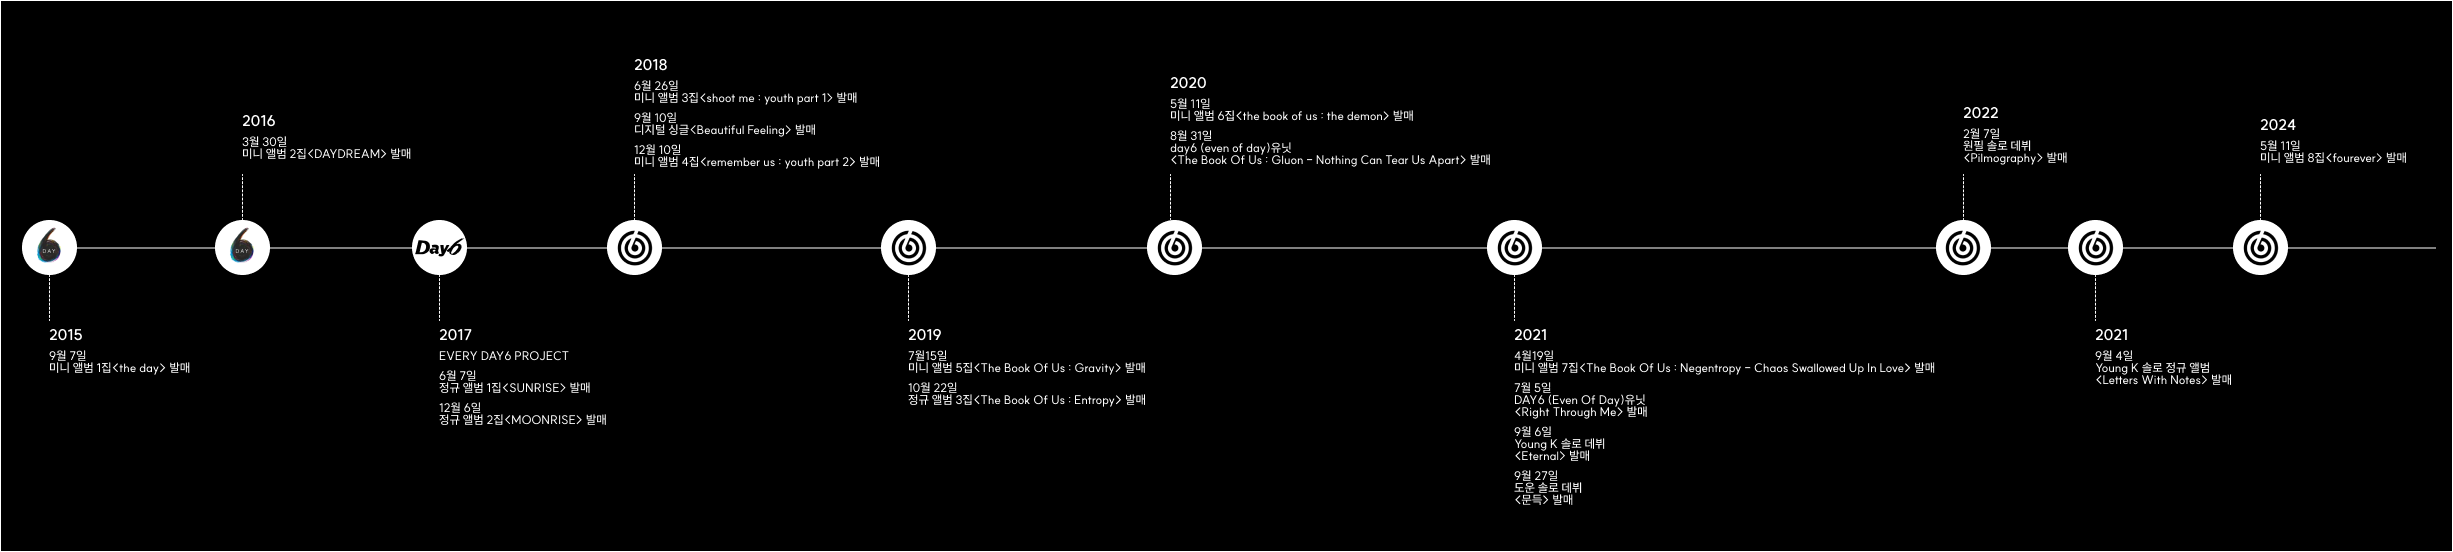 2015
9월 7일
미니 앨범 1집<the day> 발매
2016
3월 30일
미니 앨범 2집<DAYDREAM> 발매
2017
EVERY DAY6 PROJECT
6월 7일
정규 앨범 1집<SUNRISE> 발매
12월 6일
정규 앨범 2집<MOONRISE> 발매
2018
6월 26일
미니 앨범 3집<shoot me : youth part 1> 발매
9월 10일
디지털 싱글<Beautiful Feeling> 발매
12월 10일
미니 앨범 4집<remember us : youth part 2> 발매
2019
7월15일
미니 앨범 5집<The Book Of Us : Gravity> 발매
10월 22일
정규 앨범 3집<The Book Of Us : Entropy> 발매
2020
5월 11일
미니 앨범 6집<the book of us : the demon> 발매
8월 31일
day6 (even of day)유닛
<The Book Of Us : Gluon - Nothing Can Tear Us Apart> 발매
2021
4월19일
미니 앨범 7집<The Book Of Us : Negentropy - Chaos Swallowed Up In Love> 발매
7월 5일
DAY6 (Even Of Day)유닛
<Right Through Me> 발매
9월 6일
Young K 솔로 데뷔
<Eternal> 발매
9월 27일
도운 솔로 데뷔
<문득> 발매
2022
2월 7일
원필 솔로 데뷔
<Pilmography> 발매
2021
9월 4일
Young K 솔로 정규 앨범
<Letters With Notes> 발매
2024
5월 11일
미니 앨범 8집<fourever> 발매
6 DAY
6 DAY
Day6